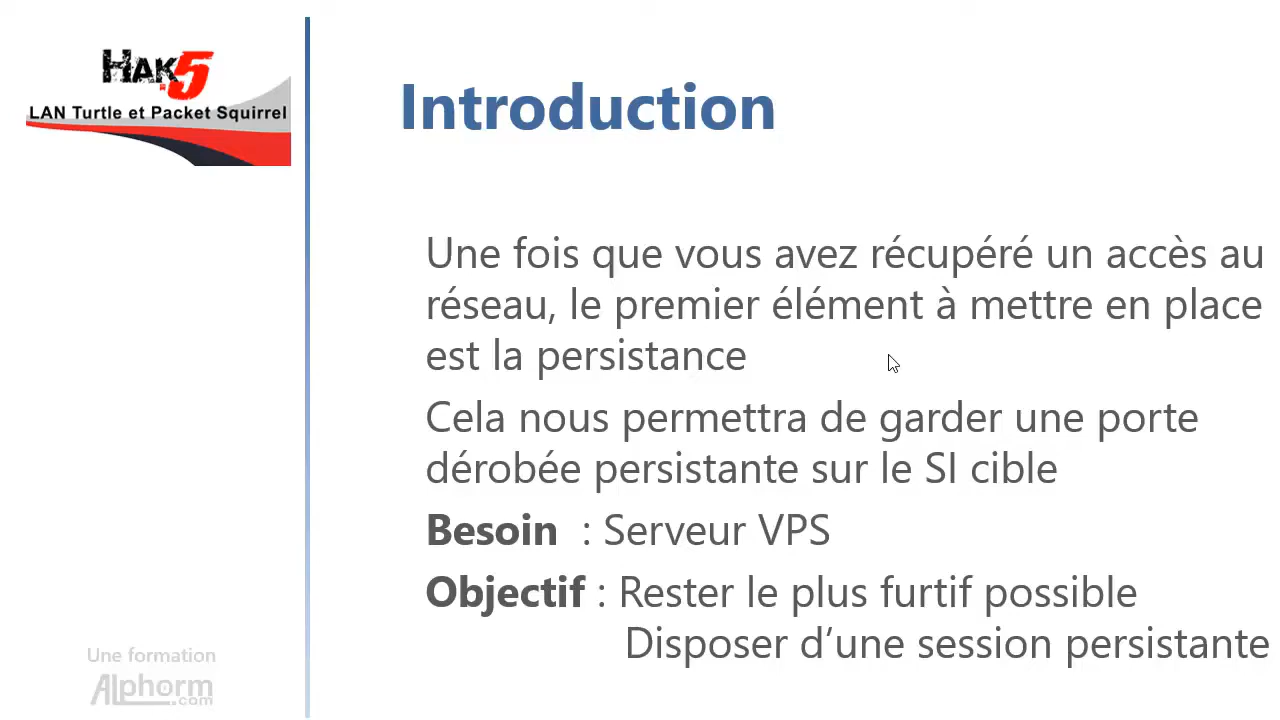 HAK5
LAN Turtle et Packet Squirrel
Introduction
Une fois que vous avez récupéré un accès au
réseau, le premier élément à mettre en place
est la persistance
Cela nous permettra de garder une porte
dérobée persistante sur le SI cible
Besoin : Serveur VPS
Objectif : Rester le plus furtif possible
Disposer d’une session persistante
Une formation
Alphorm.com